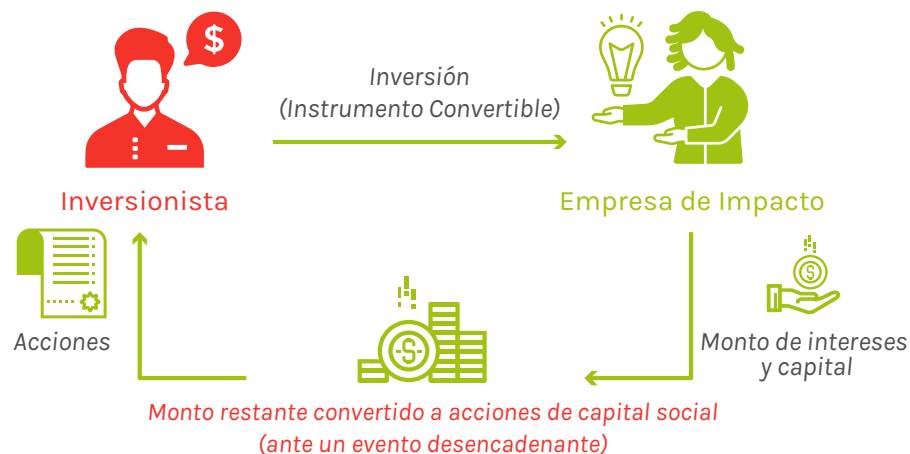 $
Inversión
(Instrumento Convertible)
Inversionista
Empresa de Impacto
Acciones
$
-S-
Monto de intereses
y capital
Monto restante convertido a acciones de capital social
(ante un evento desencadenante)